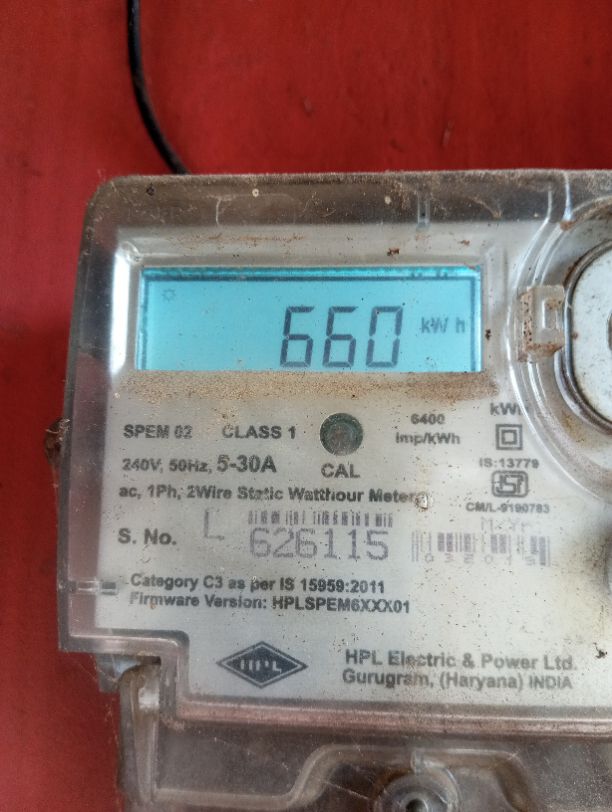 660 kWh
SPEM 02 CLASS 1
6400 imp/kWh
kWh
240V, 50Hz, 5-30A
CAL
IS:13779
ac, 1Ph, 2Wire Static Watthour Meter
CM/L-9190783
S. No. L 626115
M Yr
Category C3 as per IS 15959:2011
Firmware Version: HPLSPEM6XXX01
HPL
HPL Electric & Power Ltd.
Gurugram, (Haryana) INDIA